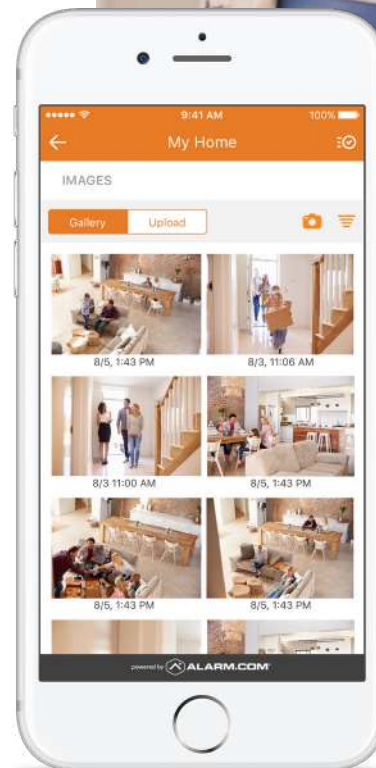 9:41 AM 100%
My Home
IMAGES
Gallery Upload
8/5, 1:43 PM 8/3, 11:06 AM
8/3 11:00 AM 8/5, 1:43 PM
8/5, 1:43 PM 8/5, 1:43 PM
powered by ALARM.COM